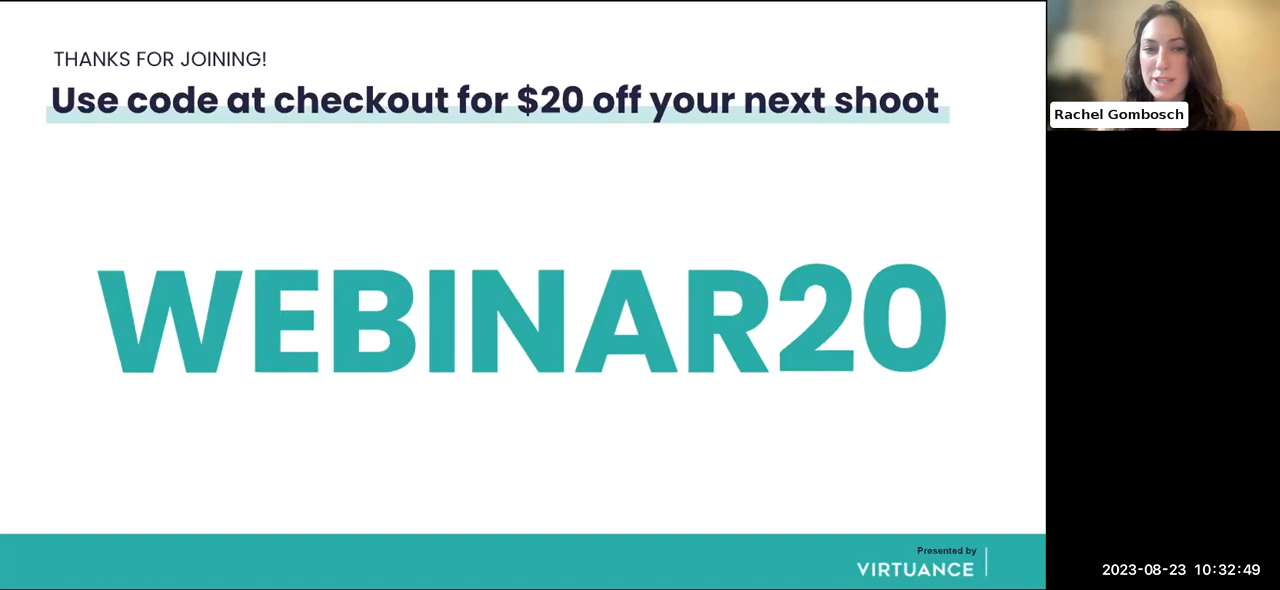 THANKS FOR JOINING!
Use code at checkout for $20 off your next shoot
WEBINAR20
Presented by
VIRTUANCE
Rachel Gombosch
2023-08-23 10:32:49